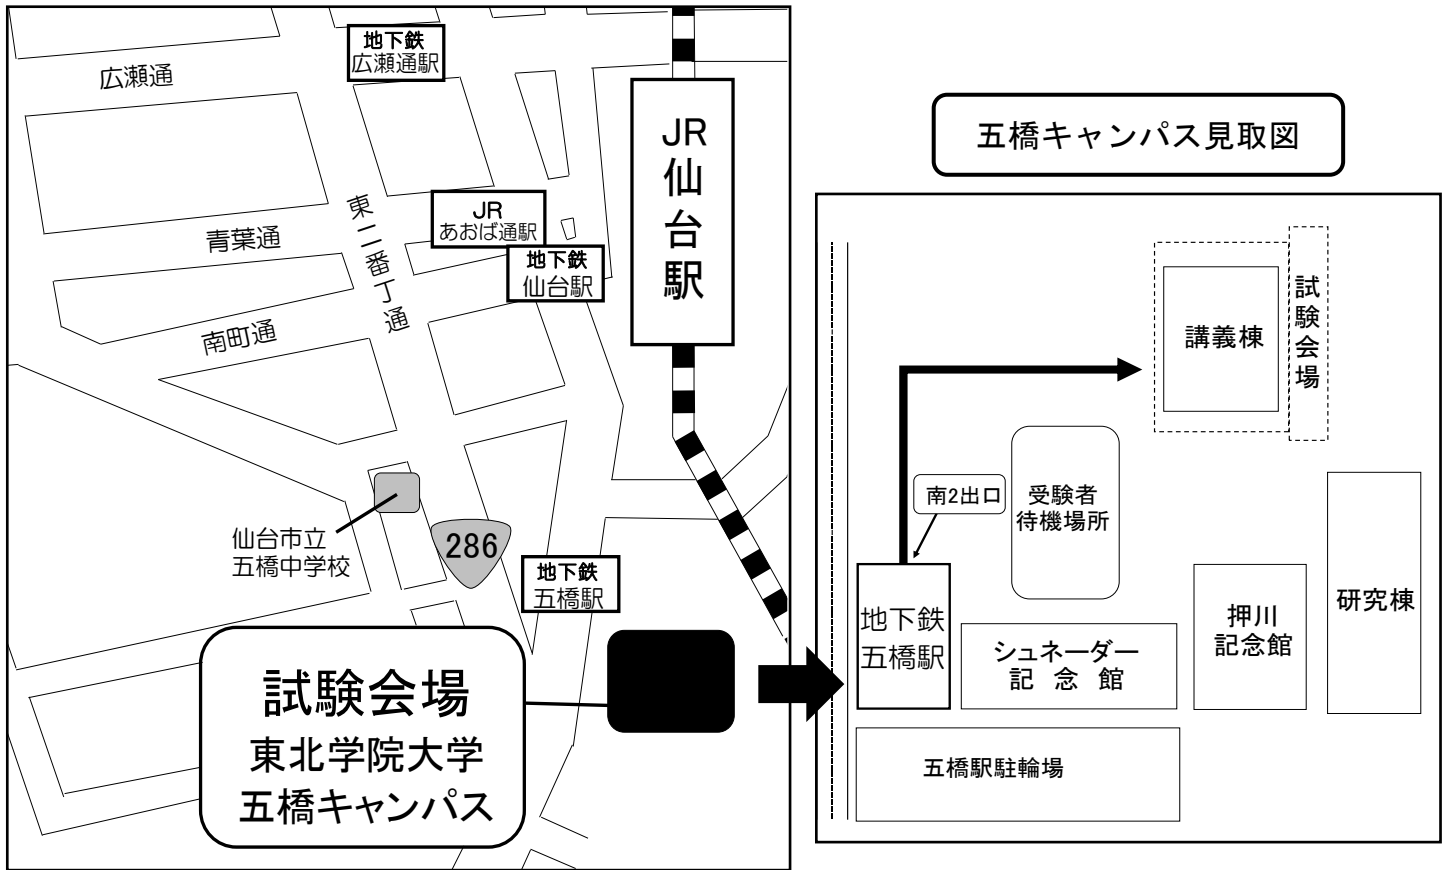 地下鉄
広瀬通駅
広瀬通
JR
仙台駅
東二番丁通
JR
あおば通駅
青葉通
地下鉄
仙台駅
南町通
仙台市立
五橋中学校
286
地下鉄
五橋駅
試験会場
東北学院大学
五橋キャンパス
五橋キャンパス見取図
講義棟
試験会場
南2出口
受験者
待機場所
地下鉄
五橋駅
シュネーダー
記 念 館
押川
記念館
研究棟
五橋駅駐輪場